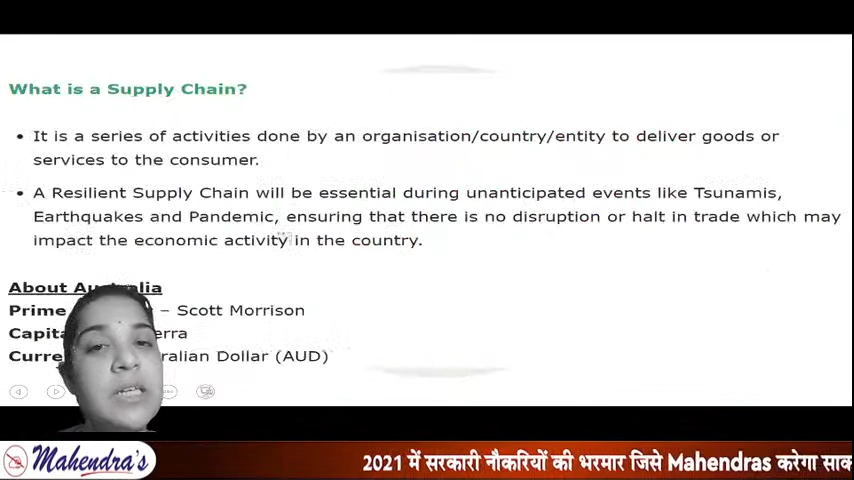 What is a Supply Chain?
• It is a series of activities done by an organisation/country/entity to deliver goods or
services to the consumer.
• A Resilient Supply Chain will be essential during unanticipated events like Tsunamis,
Earthquakes and Pandemic, ensuring that there is no disruption or halt in trade which may
impact the economic activity in the country.
About Australia
Prime – Scott Morrison
Capita erra
Curre ralian Dollar (AUD)
Mahendra's
2021 में सरकारी नौकरियों की भरमार जिसे Mahendras करेगा साक